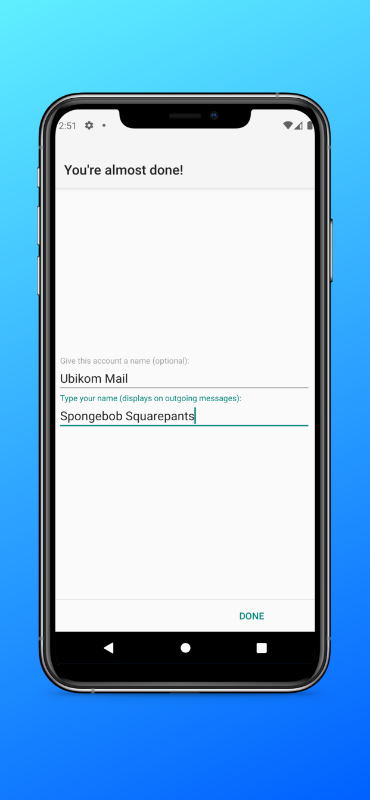 2:51
You're almost done!
Give this account a name (optional):
Ubikom Mail
Type your name (displays on outgoing messages):
Spongebob Squarepants
DONE